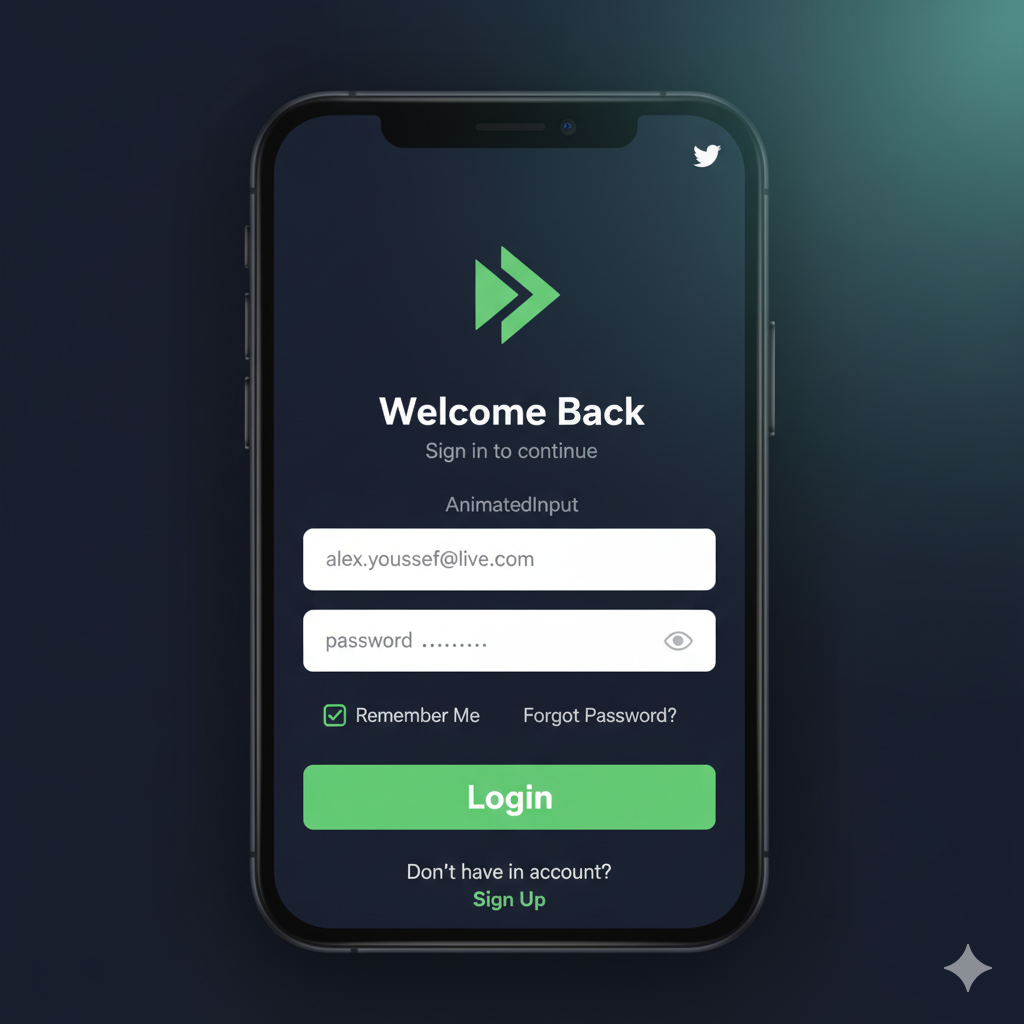 Welcome Back
Sign in to continue
AnimatedInput
alex.youssef@live.com
password .........
Remember Me Forgot Password?
Login
Don't have in account?
Sign Up